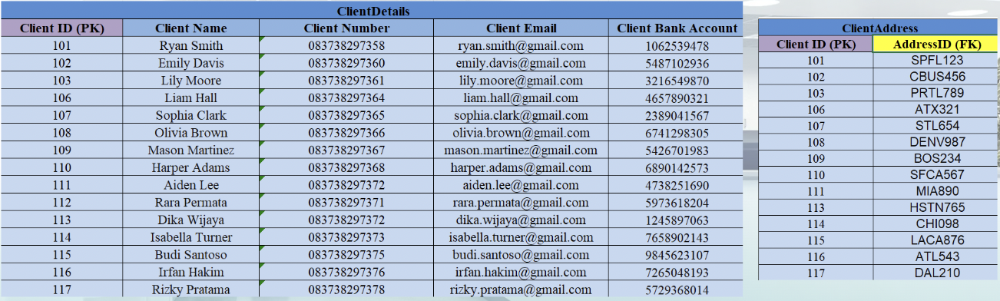 ClientDetails
Client ID (PK) Client Name Client Number Client Email Client Bank Account
101 Ryan Smith 083738297358 ryan.smith@gmail.com 1062539478
102 Emily Davis 083738297360 emily.davis@gmail.com 5487102936
103 Lily Moore 083738297361 lily.moore@gmail.com 3216549870
106 Liam Hall 083738297364 liam.hall@gmail.com 4657890321
107 Sophia Clark 083738297365 sophia.clark@gmail.com 2389041567
108 Olivia Brown 083738297366 olivia.brown@gmail.com 6741298305
109 Mason Martinez 083738297367 mason.martinez@gmail.com 5426701983
110 Harper Adams 083738297368 harper.adams@gmail.com 6890142573
111 Aiden Lee 083738297372 aiden.lee@gmail.com 4738251690
112 Rara Permata 083738297371 rara.permata@gmail.com 5973618204
113 Dika Wijaya 083738297372 dika.wijaya@gmail.com 1245897063
114 Isabella Turner 083738297373 isabella.turner@gmail.com 7658902143
115 Budi Santoso 083738297375 budi.santoso@gmail.com 9845623107
116 Irfan Hakim 083738297376 irfan.hakim@gmail.com 7265048193
117 Rizky Pratama 083738297378 rizky.pratama@gmail.com 5729368014
ClientAddress
Client ID (PK) AddressID (FK)
101 SPFL123
102 CBUS456
103 PRTL789
106 ATX321
107 STL654
108 DENV987
109 BOS234
110 SFCA567
111 MIA890
113 HSTN765
114 CHI098
115 LACA876
116 ATL543
117 DAL210